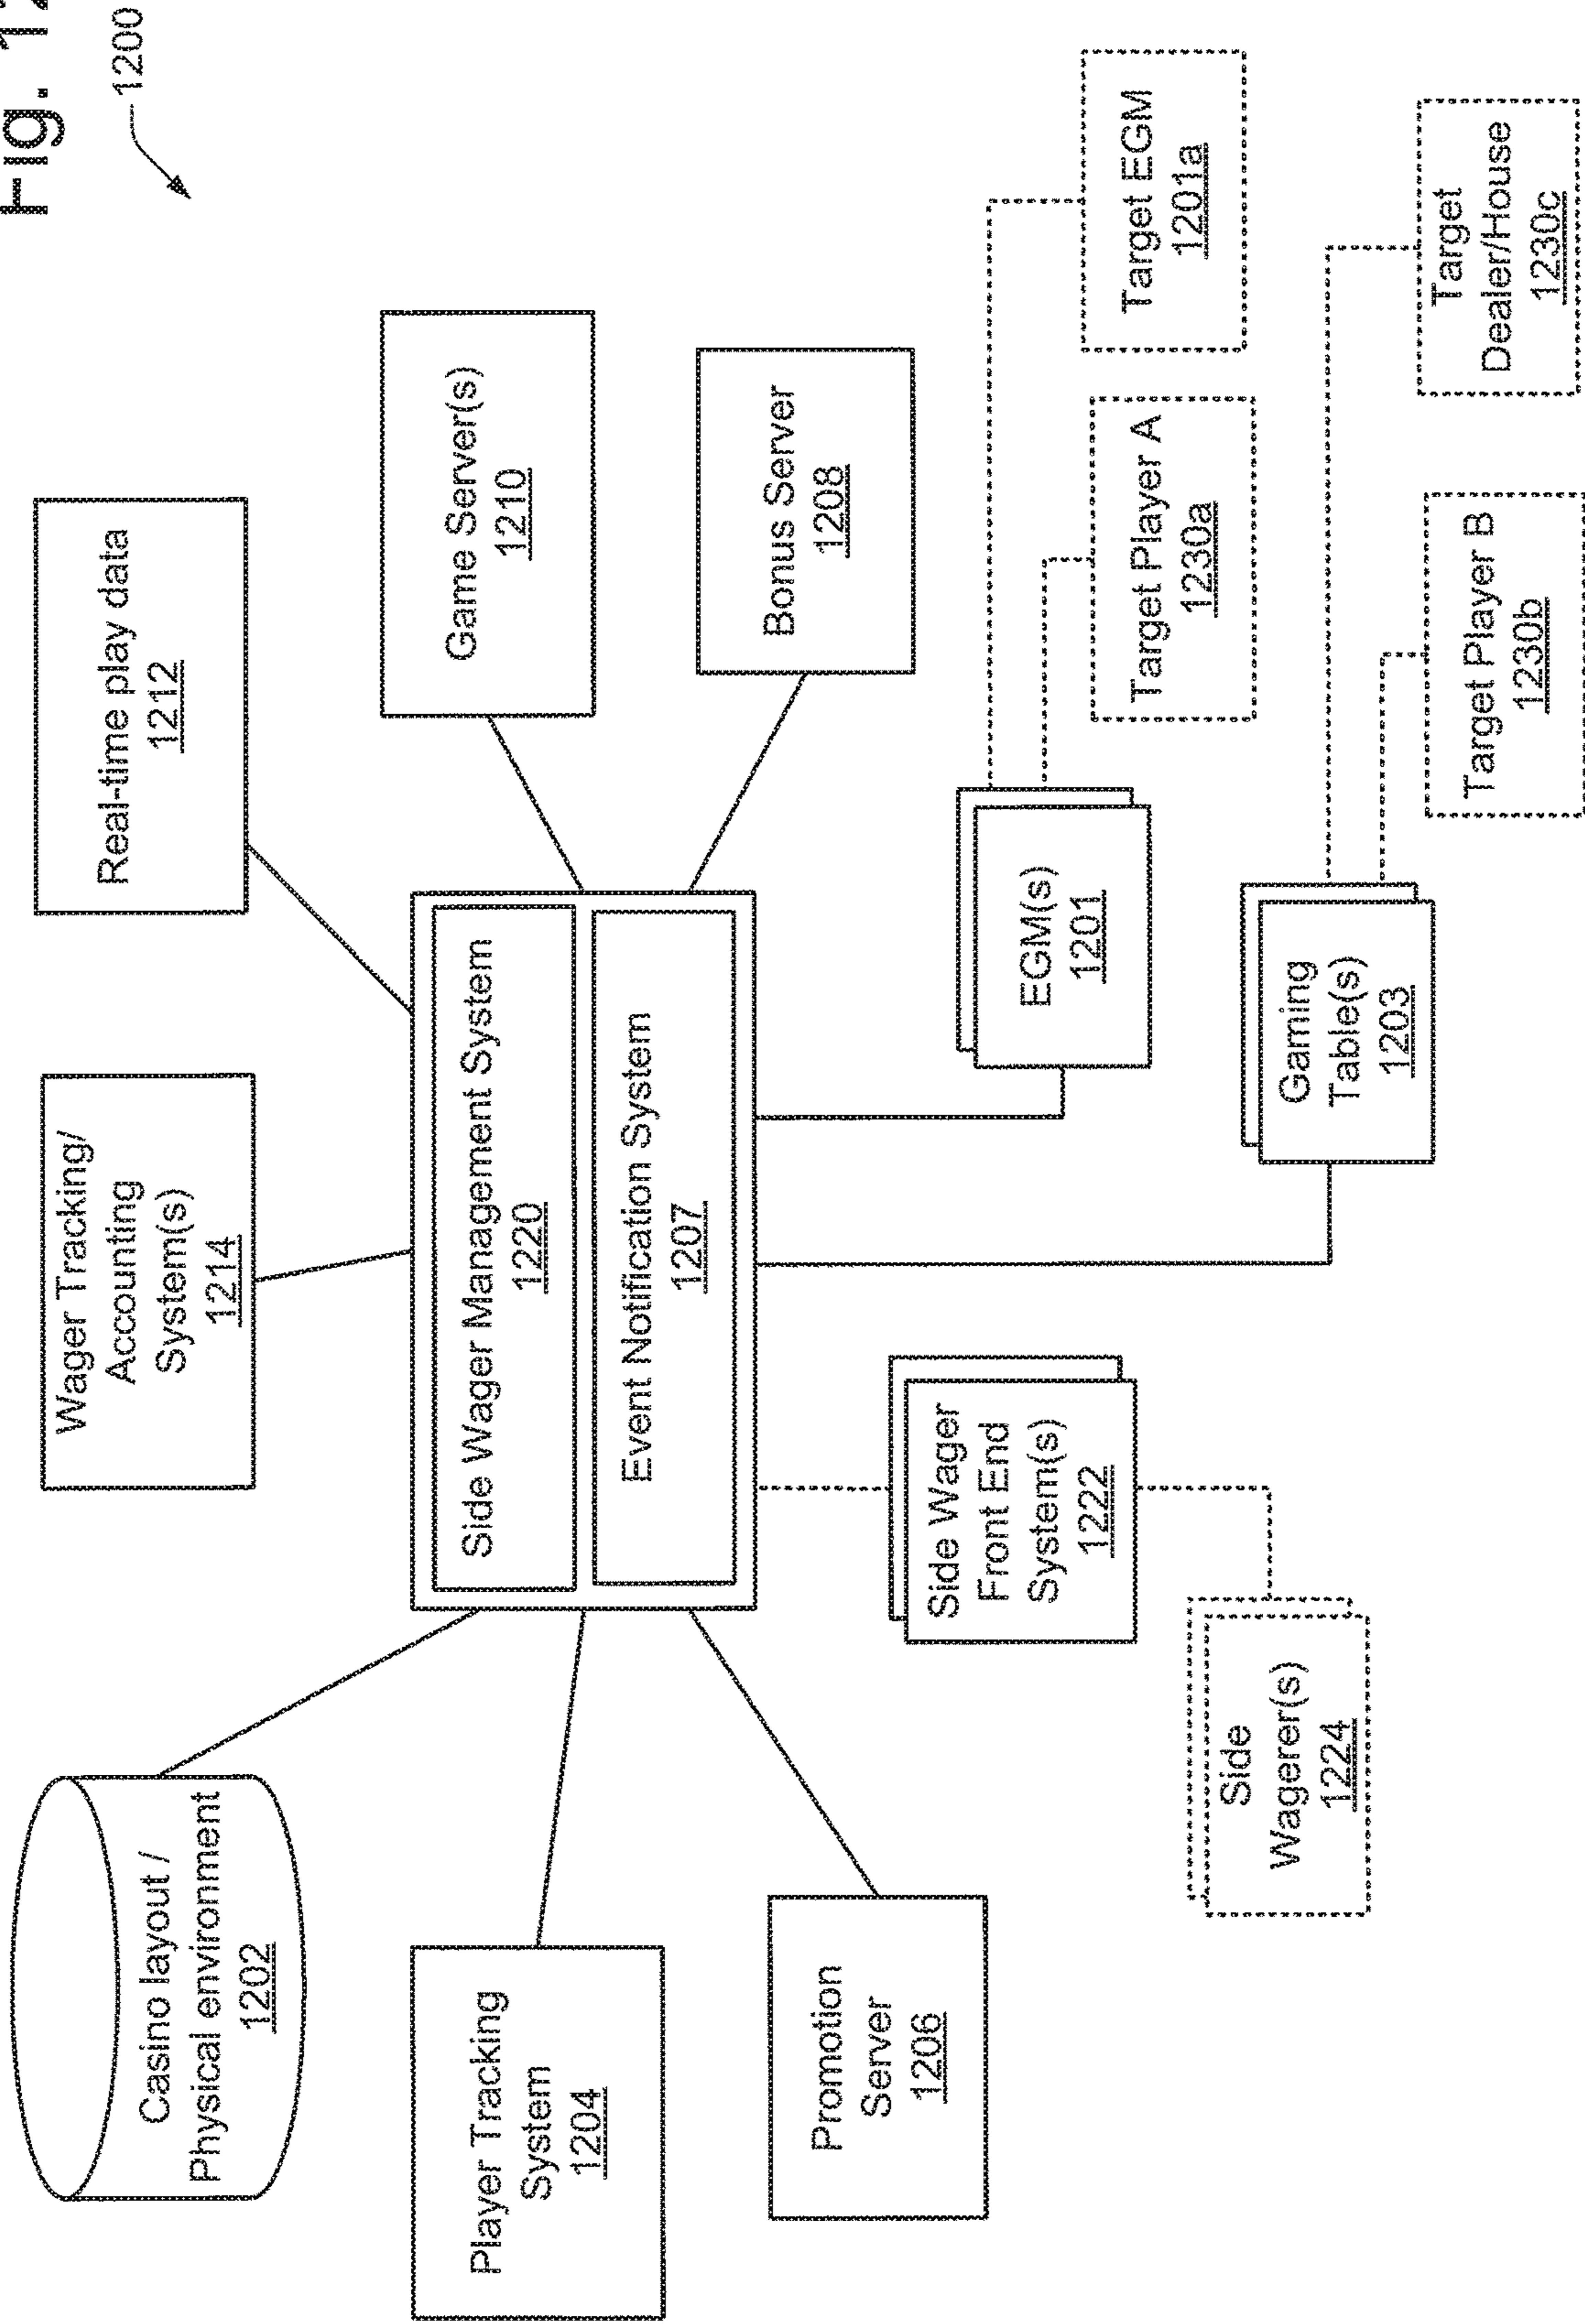 Fig. 12
1200
Casino layout /
Physical environment
1202
Wager Tracking/
Accounting
System(s)
1214
Real-time play data
1212
Player Tracking
System
1204
Side Wager Management System
1220
Event Notification System
1207
Game Server(s)
1210
Promotion
Server
1206
Bonus Server
1208
Side Wager
Front End
System(s)
1222
EGM(s)
1201
Target Player A
1230a
Target EGM
1201a
Side
Wagerer(s)
1224
Gaming
Table(s)
1203
Target Player B
1230b
Target
Dealer/House
1230c